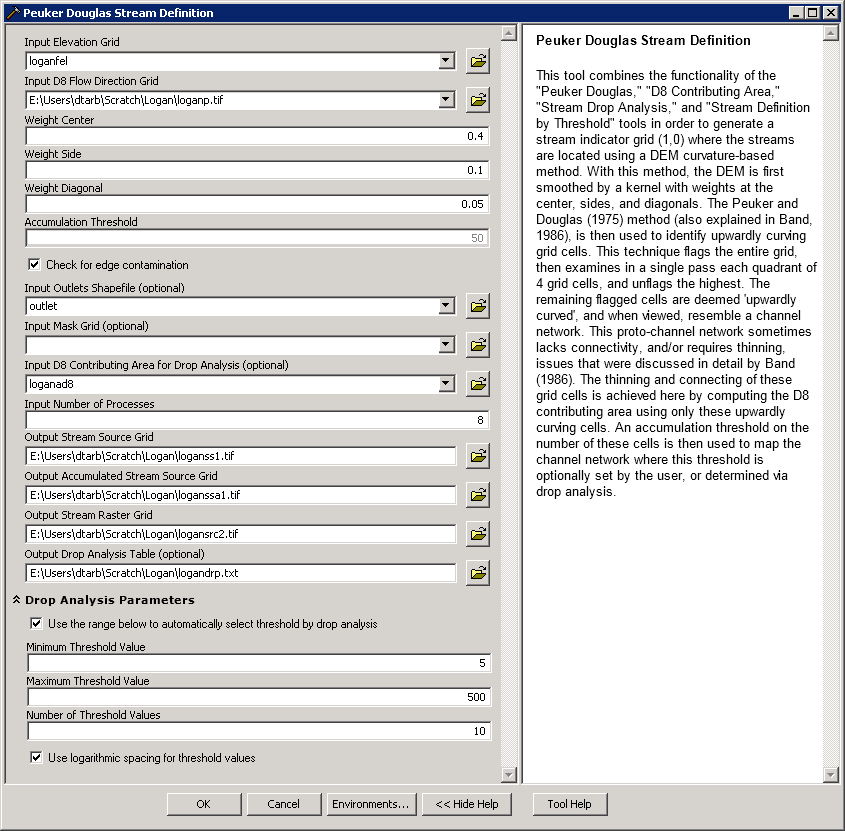 Peuker Douglas Stream Definition
Input Elevation Grid
loganfel
Input D8 Flow Direction Grid
E:\Users\dtarb\Scratch\Logan\loganp.tif
Weight Center
0.4
Weight Side
0.1
Weight Diagonal
0.05
Accumulation Threshold
50
Check for edge contamination
Input Outlets Shapefile (optional)
outlet
Input Mask Grid (optional)
Input D8 Contributing Area for Drop Analysis (optional)
loganad8
Input Number of Processes
8
Output Stream Source Grid
E:\Users\dtarb\Scratch\Logan\loganss1.tif
Output Accumulated Stream Source Grid
E:\Users\dtarb\Scratch\Logan\loganssa1.tif
Output Stream Raster Grid
E:\Users\dtarb\Scratch\Logan\logansrc2.tif
Output Drop Analysis Table (optional)
E:\Users\dtarb\Scratch\Logan\logandrp.txt
Drop Analysis Parameters
Use the range below to automatically select threshold by drop analysis
Minimum Threshold Value
5
Maximum Threshold Value
500
Number of Threshold Values
10
Use logarithmic spacing for threshold values
Peuker Douglas Stream Definition
This tool combines the functionality of the
"Peuker Douglas," "D8 Contributing Area,"
"Stream Drop Analysis," and "Stream Definition
by Threshold" tools in order to generate a
stream indicator grid (1,0) where the streams
are located using a DEM curvature-based
method. With this method, the DEM is first
smoothed by a kernel with weights at the
center, sides, and diagonals. The Peuker and
Douglas (1975) method (also explained in Band,
1986), is then used to identify upwardly curving
grid cells. This technique flags the entire grid,
then examines in a single pass each quadrant of
4 grid cells, and unflags the highest. The
remaining flagged cells are deemed 'upwardly
curved', and when viewed, resemble a channel
network. This proto-channel network sometimes
lacks connectivity, and/or requires thinning,
issues that were discussed in detail by Band
(1986). The thinning and connecting of these
grid cells is achieved here by computing the D8
contributing area using only these upwardly
curving cells. An accumulation threshold on the
number of these cells is then used to map the
channel network where this threshold is
optionally set by the user, or determined via
drop analysis.
OK
Cancel
Environments...
<< Hide Help
Tool Help